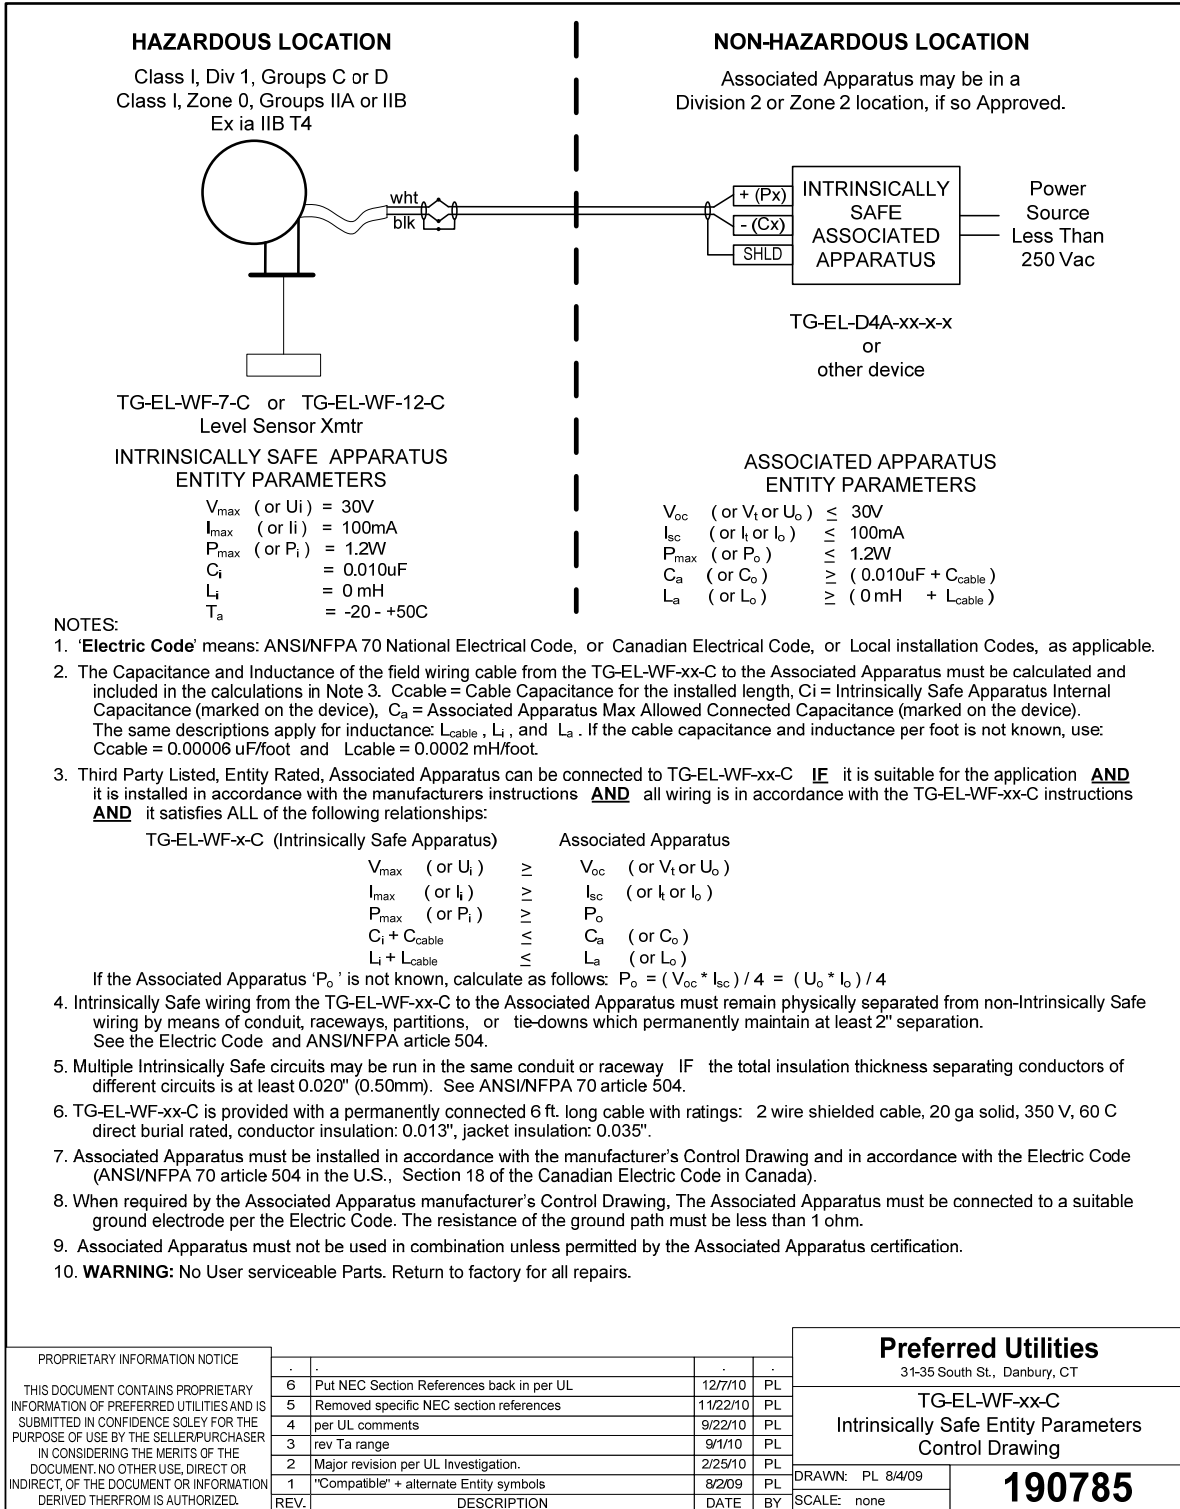 HAZARDOUS LOCATION
Class I, Div 1, Groups C or D
Class I, Zone 0, Groups IIA or IIB
Ex ia IIB T4
NON-HAZARDOUS LOCATION
Associated Apparatus may be in a
Division 2 or Zone 2 location, if so Approved.
wht
blk
+ (Px)
- (Cx)
SHLD
INTRINSICALLY
SAFE
ASSOCIATED
APPARATUS
Power
Source
Less Than
250 Vac
TG-EL-D4A-xx-x-x
or
other device
TG-EL-WF-7-C or TG-EL-WF-12-C
Level Sensor Xmtr
INTRINSICALLY SAFE APPARATUS
ENTITY PARAMETERS
Vmax ( or Ui ) = 30V
Imax ( or Ii ) = 100mA
Pmax ( or Pi ) = 1.2W
Ci = 0.010uF
Li = 0 mH
Ta = -20 - +50C
ASSOCIATED APPARATUS
ENTITY PARAMETERS
Voc ( or Vt or Uo ) ≤ 30V
Isc ( or It or Io ) ≤ 100mA
Pmax ( or Po ) ≤ 1.2W
Ca ( or Co ) ≥ ( 0.010uF + Ccable )
La ( or Lo ) ≥ ( 0 mH + Lcable )
NOTES:
1. 'Electric Code' means: ANSI/NFPA 70 National Electrical Code, or Canadian Electrical Code, or Local installation Codes, as applicable.
2. The Capacitance and Inductance of the field wiring cable from the TG-EL-WF-xx-C to the Associated Apparatus must be calculated and
included in the calculations in Note 3. Ccable = Cable Capacitance for the installed length, Ci = Intrinsically Safe Apparatus Internal
Capacitance (marked on the device), Ca = Associated Apparatus Max Allowed Connected Capacitance (marked on the device).
The same descriptions apply for inductance: Lcable , Li , and La . If the cable capacitance and inductance per foot is not known, use:
Ccable = 0.00006 uF/foot and Lcable = 0.0002 mH/foot.
3. Third Party Listed, Entity Rated, Associated Apparatus can be connected to TG-EL-WF-xx-C IF it is suitable for the application AND
it is installed in accordance with the manufacturers instructions AND all wiring is in accordance with the TG-EL-WF-xx-C instructions
AND it satisfies ALL of the following relationships:
TG-EL-WF-x-C (Intrinsically Safe Apparatus) Associated Apparatus
Vmax ( or Ui ) ≥ Voc ( or Vt or Uo )
Imax ( or Ii ) ≥ Isc ( or It or Io )
Pmax ( or Pi ) ≥ Po
Ci + Ccable ≤ Ca ( or Co )
Li + Lcable ≤ La ( or Lo )
If the Associated Apparatus 'Po ' is not known, calculate as follows: Po = ( Voc * Isc ) / 4 = ( Uo * Io ) / 4
4. Intrinsically Safe wiring from the TG-EL-WF-xx-C to the Associated Apparatus must remain physically separated from non-Intrinsically Safe
wiring by means of conduit, raceways, partitions, or tie-downs which permanently maintain at least 2" separation.
See the Electric Code and ANSI/NFPA article 504.
5. Multiple Intrinsically Safe circuits may be run in the same conduit or raceway IF the total insulation thickness separating conductors of
different circuits is at least 0.020" (0.50mm). See ANSI/NFPA 70 article 504.
6. TG-EL-WF-xx-C is provided with a permanently connected 6 ft. long cable with ratings: 2 wire shielded cable, 20 ga solid, 350 V, 60 C
direct burial rated, conductor insulation: 0.013", jacket insulation: 0.035".
7. Associated Apparatus must be installed in accordance with the manufacturer's Control Drawing and in accordance with the Electric Code
(ANSI/NFPA 70 article 504 in the U.S., Section 18 of the Canadian Electric Code in Canada).
8. When required by the Associated Apparatus manufacturer's Control Drawing, The Associated Apparatus must be connected to a suitable
ground electrode per the Electric Code. The resistance of the ground path must be less than 1 ohm.
9. Associated Apparatus must not be used in combination unless permitted by the Associated Apparatus certification.
10. WARNING: No User serviceable Parts. Return to factory for all repairs.
PROPRIETARY INFORMATION NOTICE
THIS DOCUMENT CONTAINS PROPRIETARY
INFORMATION OF PREFERRED UTILITIES AND IS
SUBMITTED IN CONFIDENCE SOLEY FOR THE
PURPOSE OF USE BY THE SELLER/PURCHASER
IN CONSIDERING THE MERITS OF THE
DOCUMENT. NO OTHER USE, DIRECT OR
INDIRECT, OF THE DOCUMENT OR INFORMATION
DERIVED THERFROM IS AUTHORIZED.
. . . .
6 Put NEC Section References back in per UL 12/7/10 PL
5 Removed specific NEC section references 11/22/10 PL
4 per UL comments 9/22/10 PL
3 rev Ta range 9/1/10 PL
2 Major revision per UL Investigation. 2/25/10 PL
1 "Compatible" + alternate Entity symbols 8/2/09 PL
REV. DESCRIPTION DATE BY
Preferred Utilities
31-35 South St., Danbury, CT
TG-EL-WF-xx-C
Intrinsically Safe Entity Parameters
Control Drawing
DRAWN: PL 8/4/09
SCALE: none
190785